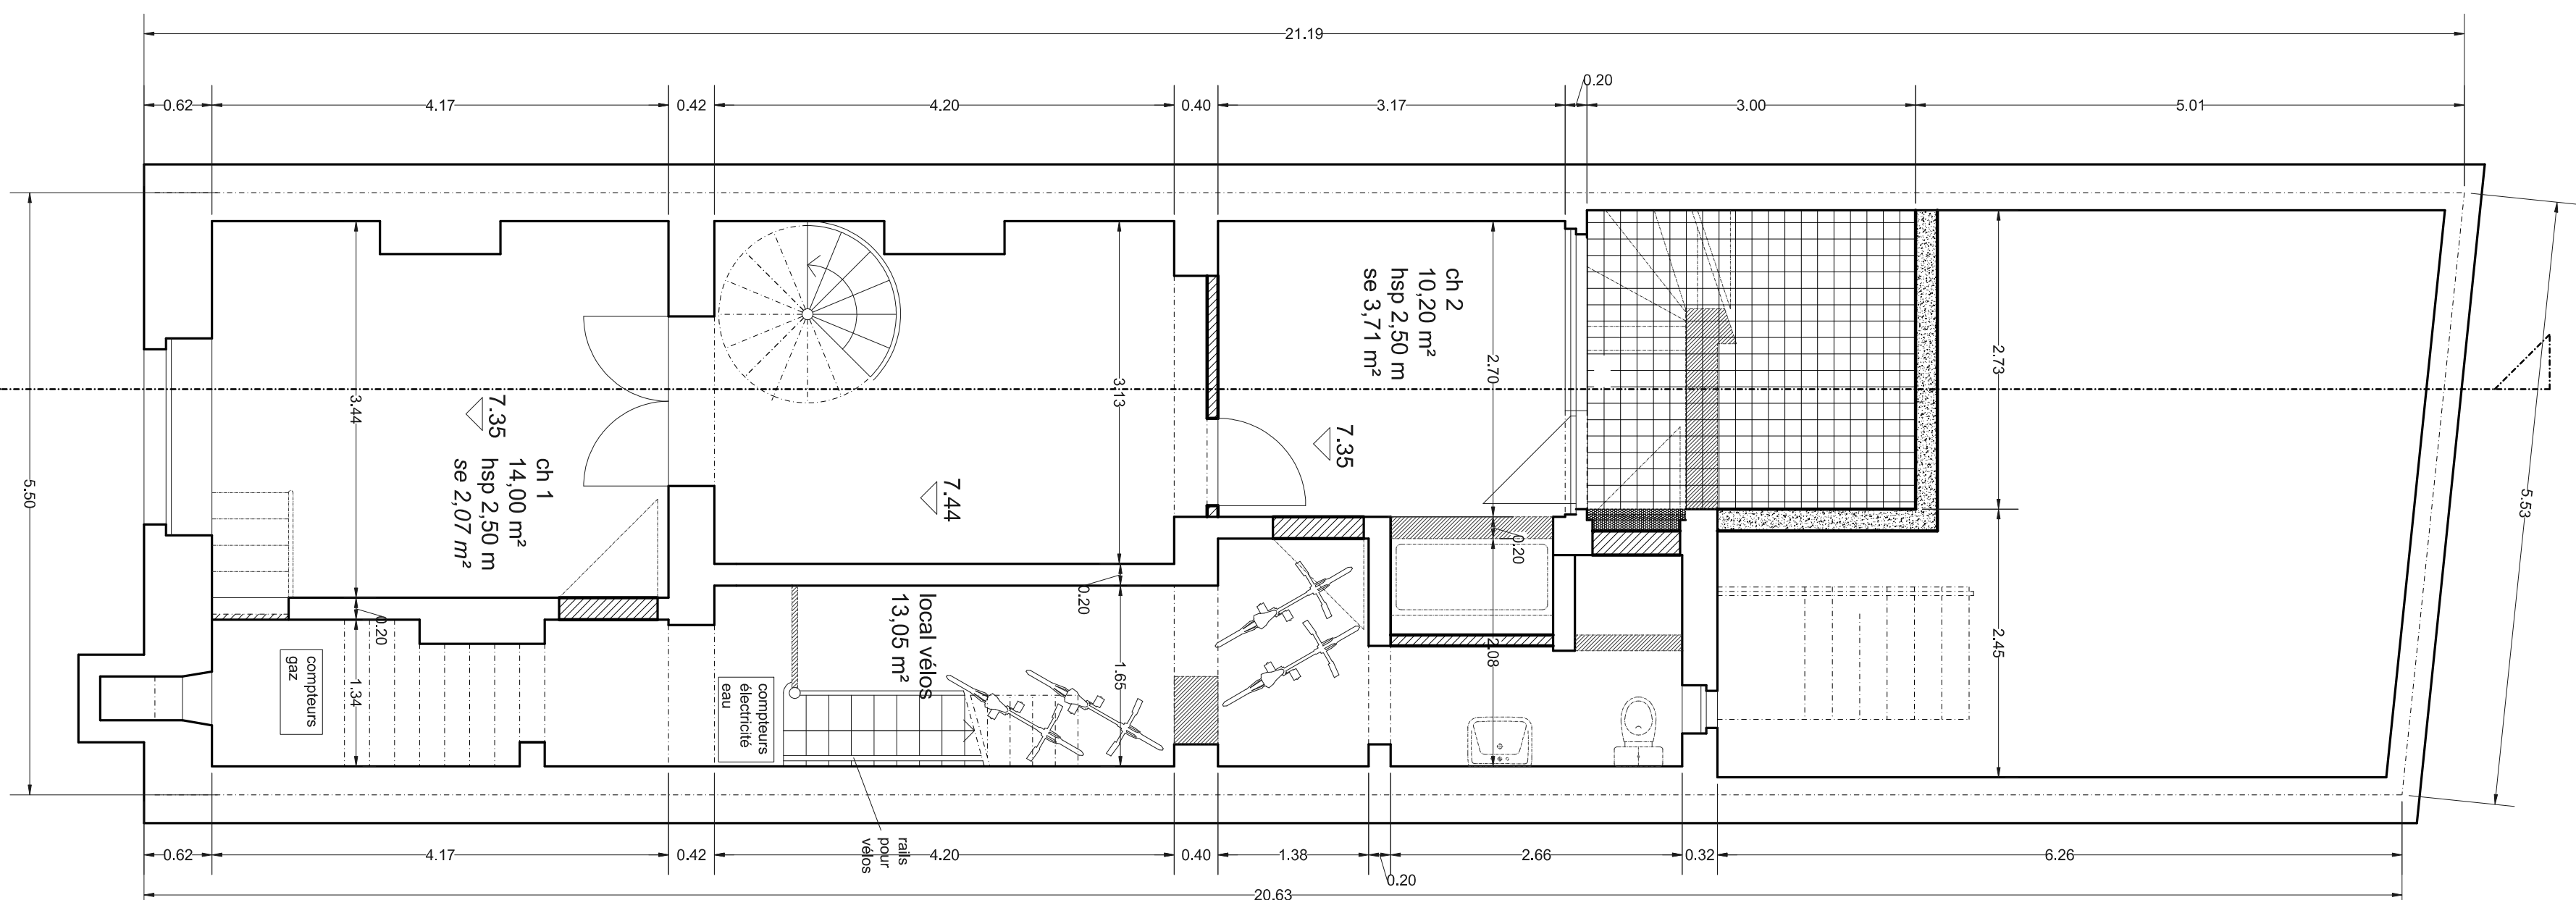 21.19
0.20
0.62
4.17
0.42
4.20
0.40
3.17
3.00
5.01
ch 2
10,20 m²
hsp 2,50 m
se 3,71 m²
2.70
2.73
3.13
3.44
7.35
ch 1
14,00 m²
hsp 2,50 m
se 2,07 m²
7.44
7.35
5.50
5.53
0.20
0.20
0.20
local vélos
13,05 m²
1.65
2.08
2.45
1.34
compteurs
gaz
compteurs
électricité
eau
rails
pour
vélos
0.62
4.17
0.42
4.20
0.40
1.38
2.66
0.32
6.26
0.20
20.63